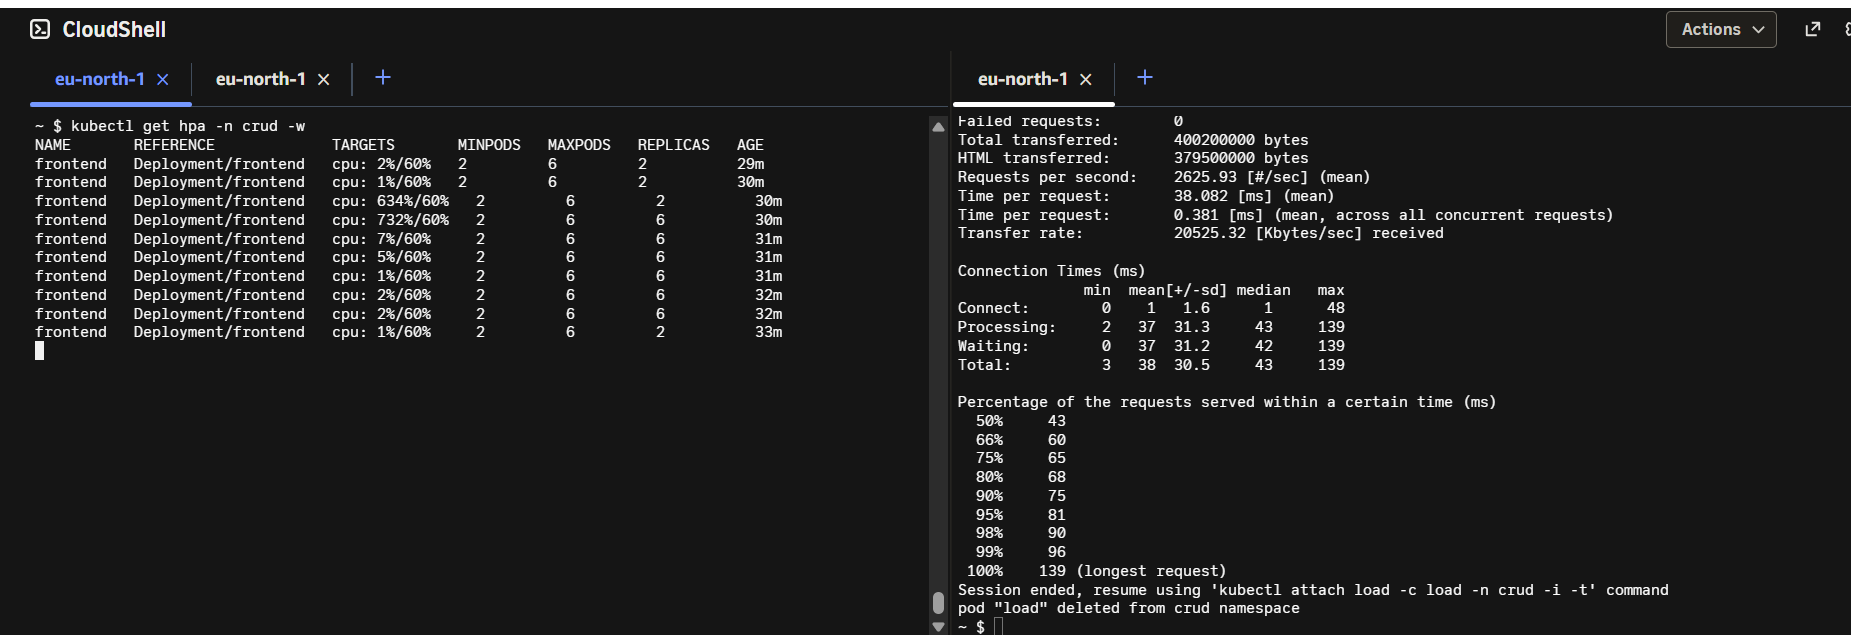 CloudShell
Actions
eu-north-1 × eu-north-1 × +
~ $ kubectl get hpa -n crud -w
NAME REFERENCE TARGETS MINPODS MAXPODS REPLICAS AGE
frontend Deployment/frontend cpu: 2%/60% 2 6 2 29m
frontend Deployment/frontend cpu: 1%/60% 2 6 2 30m
frontend Deployment/frontend cpu: 634%/60% 2 6 2 30m
frontend Deployment/frontend cpu: 732%/60% 2 6 2 30m
frontend Deployment/frontend cpu: 7%/60% 2 6 6 31m
frontend Deployment/frontend cpu: 5%/60% 2 6 6 31m
frontend Deployment/frontend cpu: 1%/60% 2 6 6 31m
frontend Deployment/frontend cpu: 2%/60% 2 6 6 32m
frontend Deployment/frontend cpu: 2%/60% 2 6 6 32m
frontend Deployment/frontend cpu: 1%/60% 2 6 2 33m
eu-north-1 × +
Failed requests: 0
Total transferred: 400200000 bytes
HTML transferred: 379500000 bytes
Requests per second: 2625.93 [#/sec] (mean)
Time per request: 38.082 [ms] (mean)
Time per request: 0.381 [ms] (mean, across all concurrent requests)
Transfer rate: 20525.32 [Kbytes/sec] received
Connection Times (ms)
min mean[+/-sd] median max
Connect: 0 1 1.6 1 48
Processing: 2 37 31.3 43 139
Waiting: 0 37 31.2 42 139
Total: 3 38 30.5 43 139
Percentage of the requests served within a certain time (ms)
50% 43
66% 60
75% 65
80% 68
90% 75
95% 81
98% 90
99% 96
100% 139 (longest request)
Session ended, resume using 'kubectl attach load -c load -n crud -i -t' command
pod "load" deleted from crud namespace
~ $